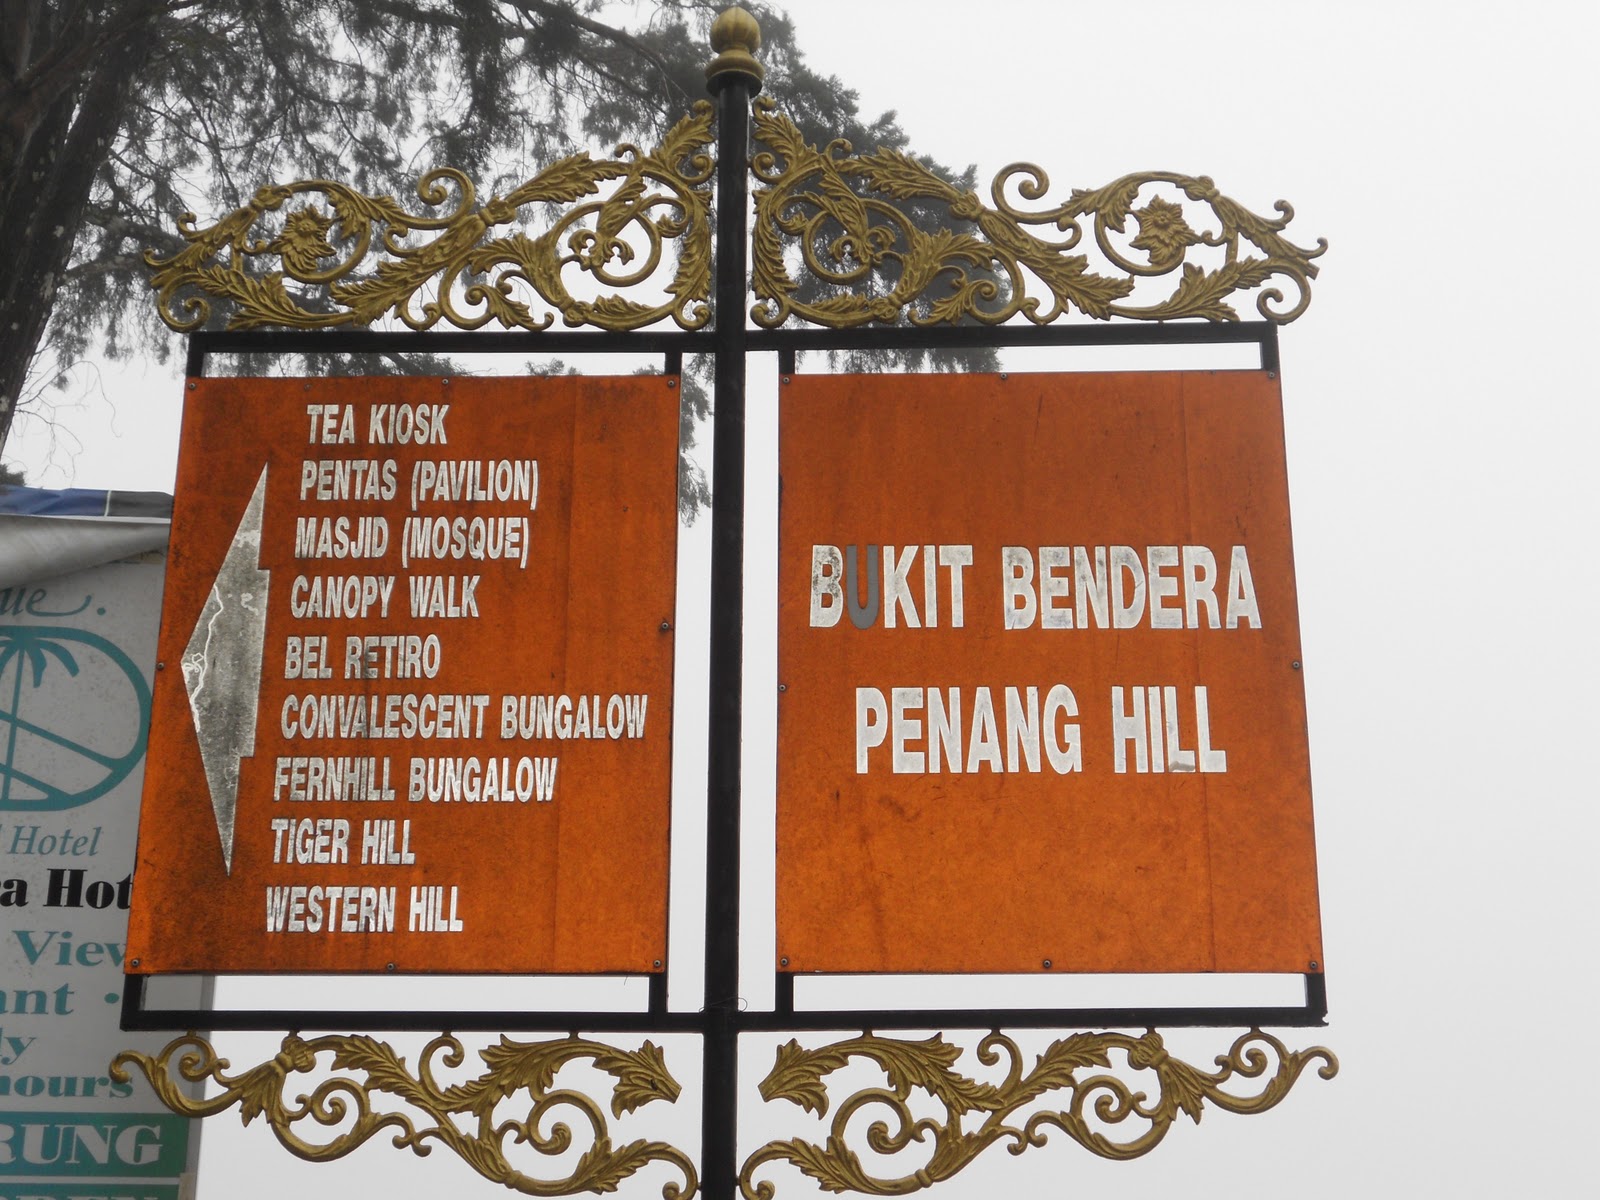 TEA KIOSK
PENTAS (PAVILION)
MASJID (MOSQUE)
CANOPY WALK
BEL RETIRO
CONVALESCENT BUNGALOW
FERNHILL BUNGALOW
TIGER HILL
WESTERN HILL
BUKIT BENDERA
PENANG HILL
Hotel
View
hours